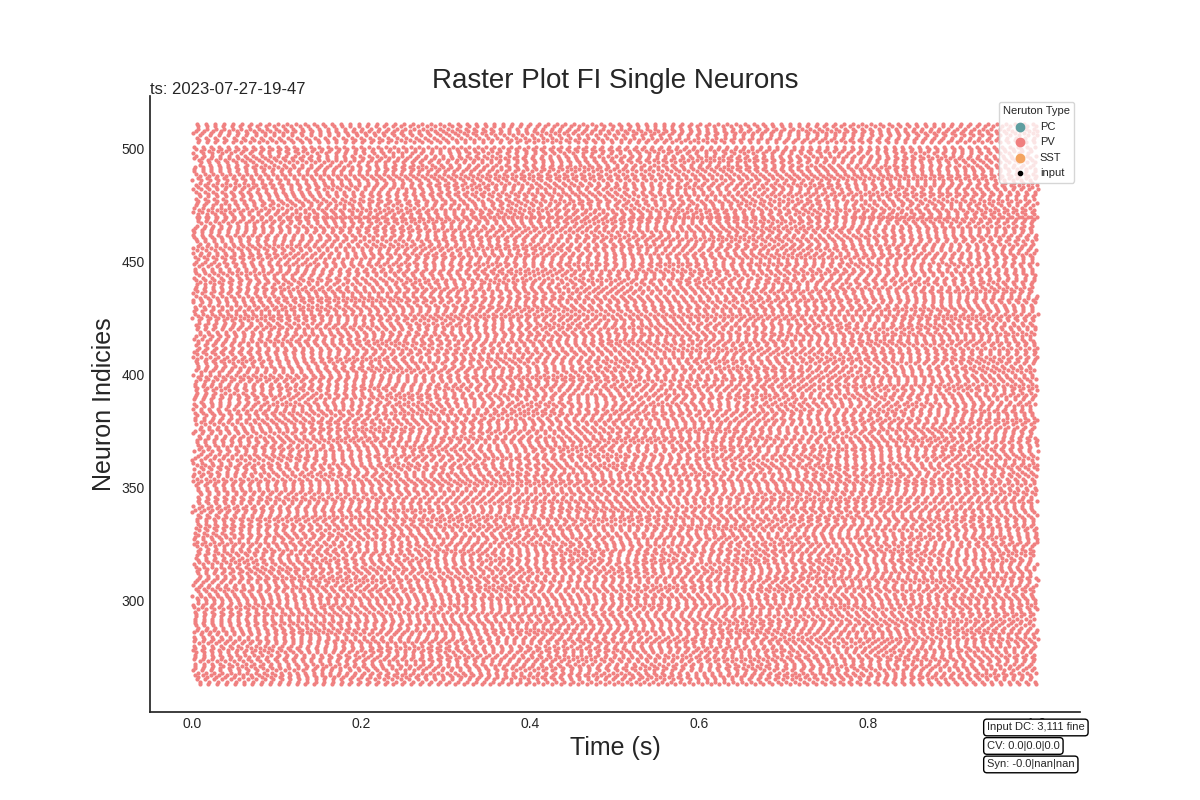 Raster Plot FI Single Neurons
ts: 2023-07-27-19-47
Neruton Type
PC
PV
SST
input
Neuron Indicies
500
450
400
350
300
0.0
0.2
0.4
0.6
0.8
Time (s)
Input DC: 3,111 fine
CV: 0.0|0.0|0.0
Syn: -0.0|nan|nan